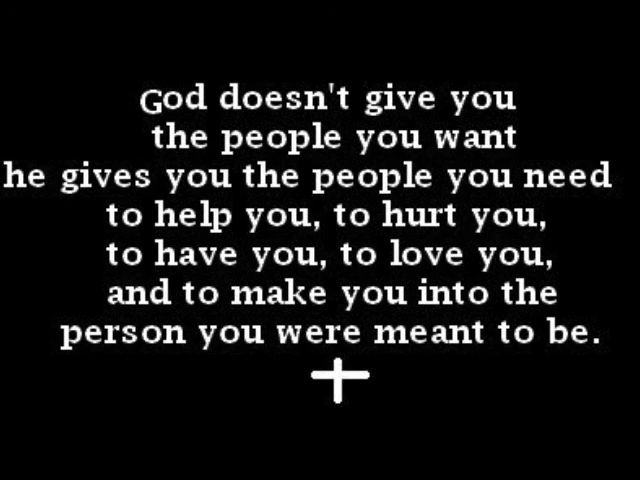 God doesn't give you
the people you want
he gives you the people you need
to help you, to hurt you,
to have you, to love you,
and to make you into the
person you were meant to be.